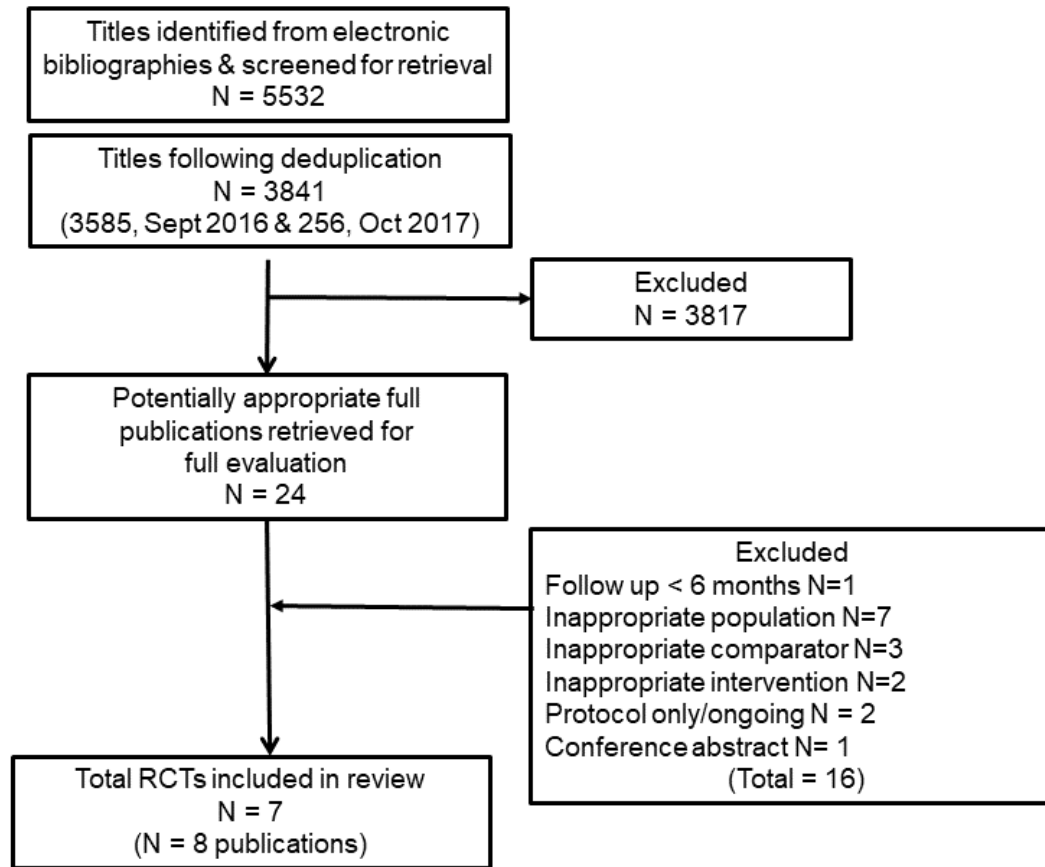 Titles identified from electronic
bibliographies & screened for retrieval
N = 5532
Titles following deduplication
N = 3841
(3585, Sept 2016 & 256, Oct 2017)
Excluded
N = 3817
Potentially appropriate full
publications retrieved for
full evaluation
N = 24
Excluded
Follow up < 6 months N=1
Inappropriate population N=7
Inappropriate comparator N=3
Inappropriate intervention N=2
Protocol only/ongoing N = 2
Conference abstract N= 1
(Total = 16)
Total RCTs included in review
N = 7
(N = 8 publications)